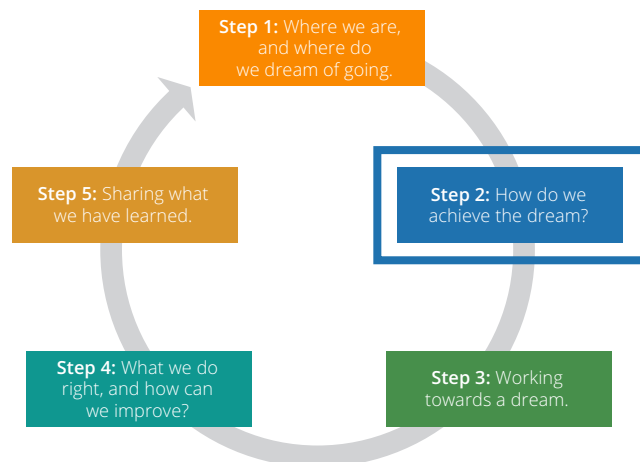 Step 1: Where we are,
and where do
we dream of going.
Step 2: How do we
achieve the dream?
Step 3: Working
towards a dream.
Step 4: What we do
right, and how can
we improve?
Step 5: Sharing what
we have learned.